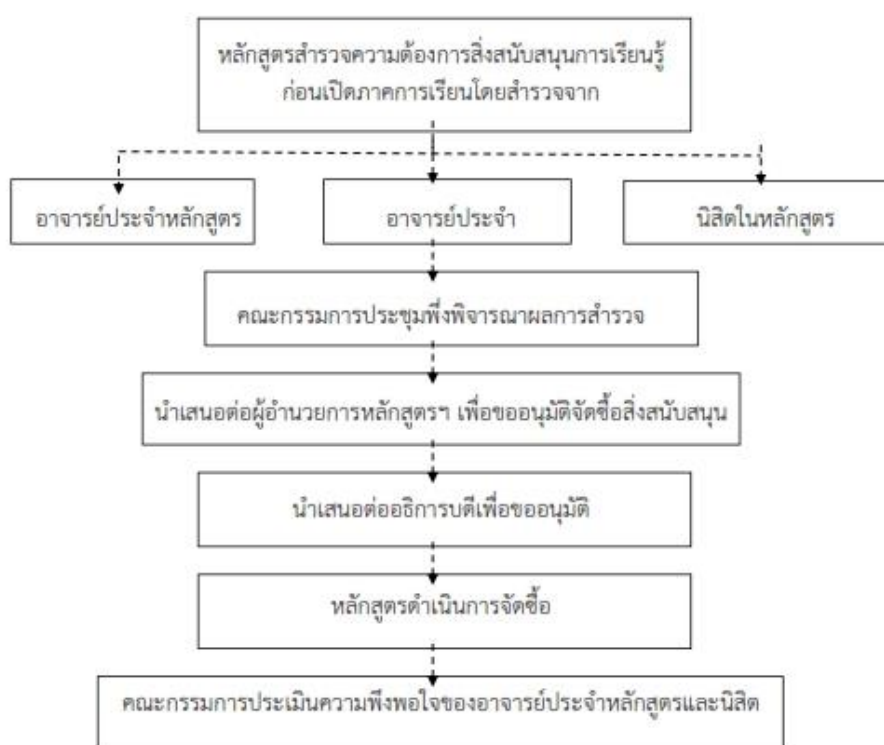 หลักสูตรสำรวจความต้องการสิ่งสนับสนุนการเรียนรู้
ก่อนเปิดภาคการเรียนโดยสำรวจจาก
อาจารย์ประจำหลักสูตร
อาจารย์ประจำ
นิสิตในหลักสูตร
คณะกรรมการประชุมพึ่งพิจารณาผลการสำรวจ
นำเสนอต่อผู้อำนวยการหลักสูตรฯ เพื่อขออนุมัติจัดซื้อสิ่งสนับสนุน
นำเสนอต่ออธิการบดีเพื่อขออนุมัติ
หลักสูตรดำเนินการจัดซื้อ
คณะกรรมการประเมินความพึงพอใจของอาจารย์ประจำหลักสูตรและนิสิต